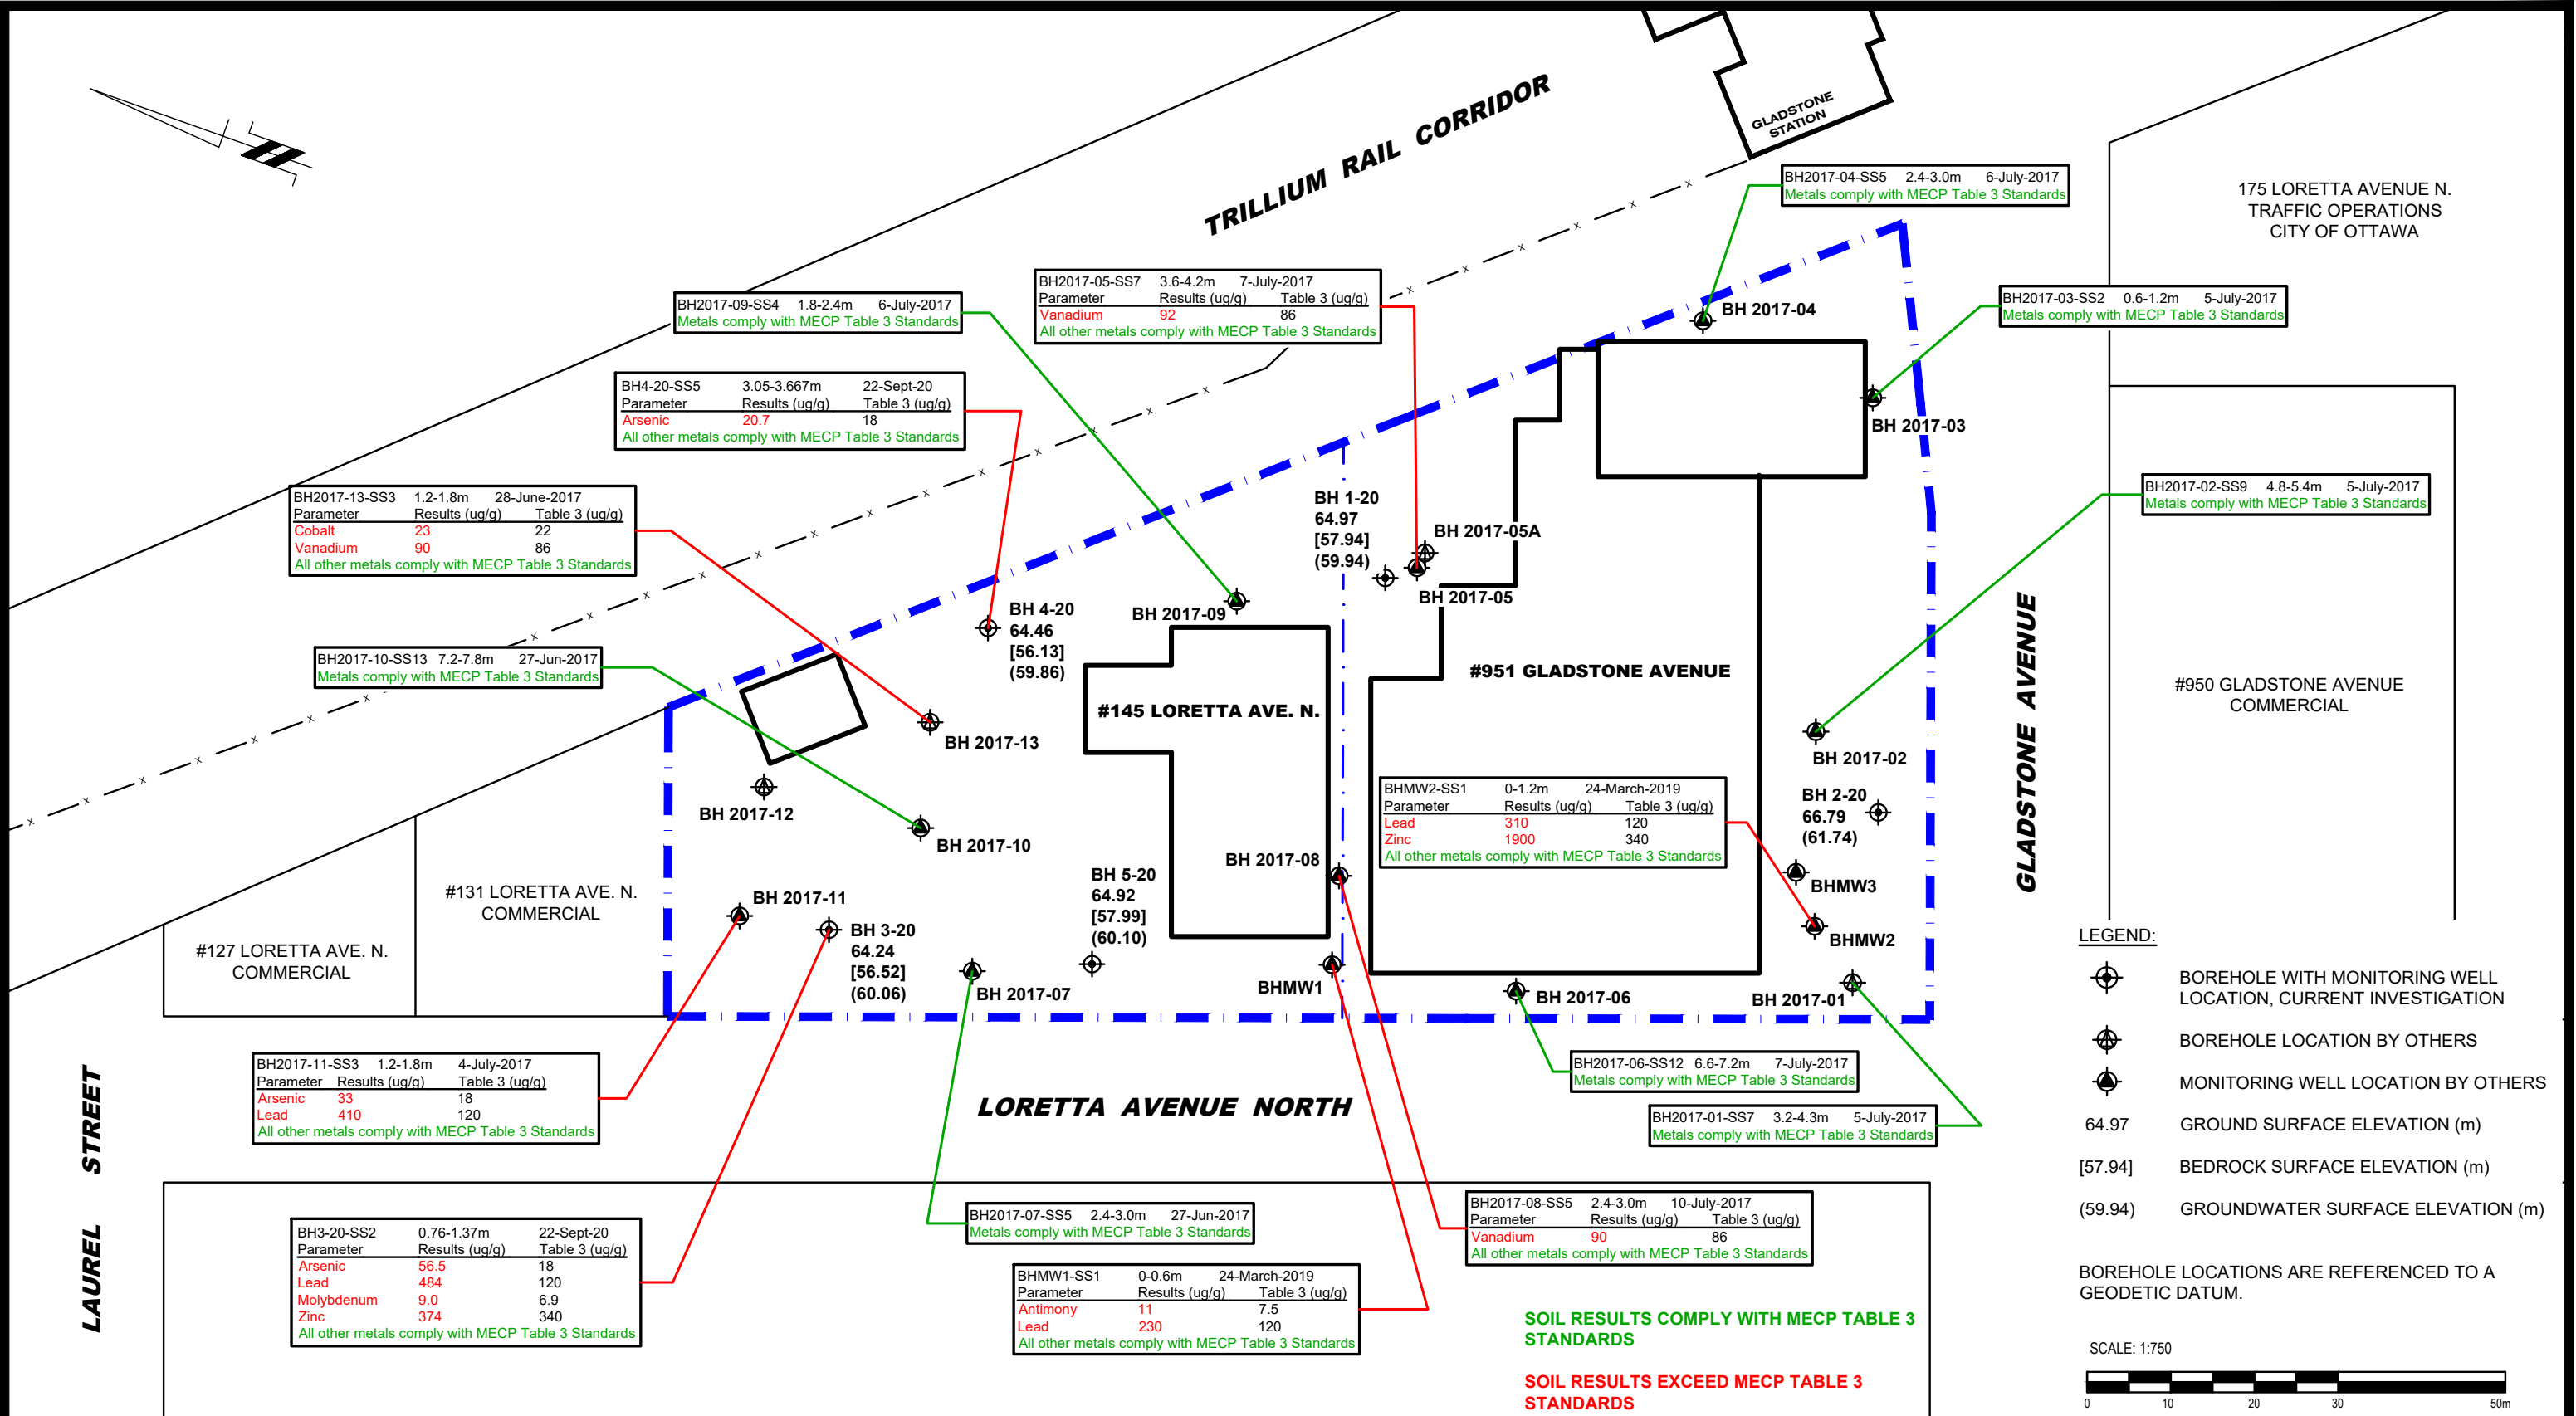 GLADSTONE
STATION
TRILLIUM RAIL CORRIDOR
BH2017-04-SS5 2.4-3.0m 6-July-2017
Metals comply with MECP Table 3 Standards
175 LORETTA AVENUE N.
TRAFFIC OPERATIONS
CITY OF OTTAWA
BH2017-05-SS7 3.6-4.2m 7-July-2017
Parameter Results (ug/g) Table 3 (ug/g)
Vanadium 92 86
All other metals comply with MECP Table 3 Standards
BH2017-09-SS4 1.8-2.4m 6-July-2017
Metals comply with MECP Table 3 Standards
BH 2017-04
BH2017-03-SS2 0.6-1.2m 5-July-2017
Metals comply with MECP Table 3 Standards
BH4-20-SS5 3.05-3.667m 22-Sept-20
Parameter Results (ug/g) Table 3 (ug/g)
Arsenic 20.7 18
All other metals comply with MECP Table 3 Standards
BH 2017-03
BH2017-13-SS3 1.2-1.8m 28-June-2017
Parameter Results (ug/g) Table 3 (ug/g)
Cobalt 23 22
Vanadium 90 86
All other metals comply with MECP Table 3 Standards
BH2017-02-SS9 4.8-5.4m 5-July-2017
Metals comply with MECP Table 3 Standards
BH 1-20
64.97
[57.94]
(59.94)
BH 2017-05A
BH 2017-05
BH 2017-09
BH 4-20
64.46
[56.13]
(59.86)
BH2017-10-SS13 7.2-7.8m 27-Jun-2017
Metals comply with MECP Table 3 Standards
#951 GLADSTONE AVENUE
#145 LORETTA AVE. N.
GLADSTONE AVENUE
#950 GLADSTONE AVENUE
COMMERCIAL
BH 2017-13
BH 2017-02
BH 2017-12
BHMW2-SS1 0-1.2m 24-March-2019
Parameter Results (ug/g) Table 3 (ug/g)
Lead 310 120
Zinc 1900 340
All other metals comply with MECP Table 3 Standards
BH 2-20
66.79
(61.74)
BH 2017-10
BH 2017-08
BHMW3
#131 LORETTA AVE. N.
COMMERCIAL
BH 2017-11
BH 5-20
64.92
[57.99]
(60.10)
BH 3-20
64.24
[56.52]
(60.06)
#127 LORETTA AVE. N.
COMMERCIAL
BHMW2
BH 2017-07
BHMW1
BH 2017-06
BH 2017-01
LEGEND:
BOREHOLE WITH MONITORING WELL
LOCATION, CURRENT INVESTIGATION
BOREHOLE LOCATION BY OTHERS
MONITORING WELL LOCATION BY OTHERS
64.97 GROUND SURFACE ELEVATION (m)
[57.94] BEDROCK SURFACE ELEVATION (m)
(59.94) GROUNDWATER SURFACE ELEVATION (m)
BOREHOLE LOCATIONS ARE REFERENCED TO A
GEODETIC DATUM.
SCALE: 1:750
0 10 20 30 50m
BH2017-11-SS3 1.2-1.8m 4-July-2017
Parameter Results (ug/g) Table 3 (ug/g)
Arsenic 33 18
Lead 410 120
All other metals comply with MECP Table 3 Standards
BH2017-06-SS12 6.6-7.2m 7-July-2017
Metals comply with MECP Table 3 Standards
LORETTA AVENUE NORTH
BH2017-01-SS7 3.2-4.3m 5-July-2017
Metals comply with MECP Table 3 Standards
LAUREL STREET
BH2017-07-SS5 2.4-3.0m 27-Jun-2017
Metals comply with MECP Table 3 Standards
BH2017-08-SS5 2.4-3.0m 10-July-2017
Parameter Results (ug/g) Table 3 (ug/g)
Vanadium 90 86
All other metals comply with MECP Table 3 Standards
BH3-20-SS2 0.76-1.37m 22-Sept-20
Parameter Results (ug/g) Table 3 (ug/g)
Arsenic 56.5 18
Lead 484 120
Molybdenum 9.0 6.9
Zinc 374 340
All other metals comply with MECP Table 3 Standards
BHMW1-SS1 0-0.6m 24-March-2019
Parameter Results (ug/g) Table 3 (ug/g)
Antimony 11 7.5
Lead 230 120
All other metals comply with MECP Table 3 Standards
SOIL RESULTS COMPLY WITH MECP TABLE 3
STANDARDS
SOIL RESULTS EXCEED MECP TABLE 3
STANDARDS